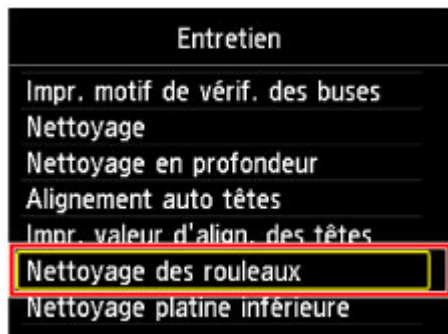 Entretien
Impr. motif de vérif. des buses
Nettoyage
Nettoyage en profondeur
Alignement auto têtes
Impr. valeur d'align. des têtes
Nettoyage des rouleaux
Nettoyage platine inférieure